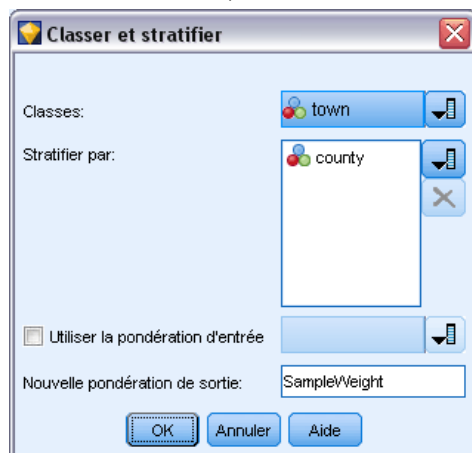 Classer et stratifier
Classes:
town
Stratifier par:
county
Utiliser la pondération d'entrée
Nouvelle pondération de sortie:
SampleWeight
OK
Annuler
Aide